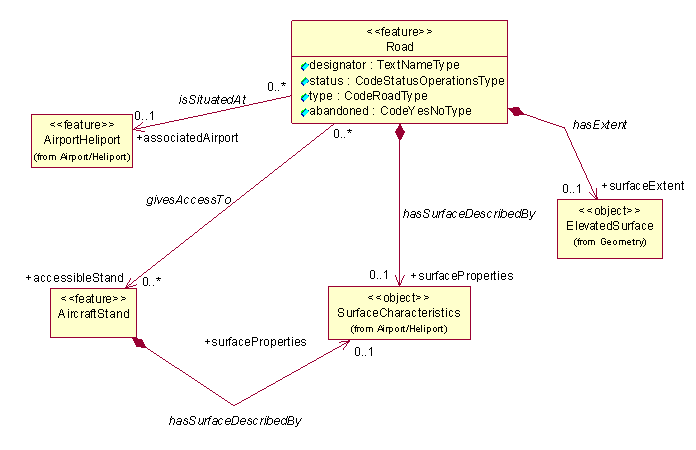 <<feature>>
Road
designator : TextNameType
status : CodeStatusOperationsType
type : CodeRoadType
abandoned : CodeYesNoType
0..*
isSituatedAt
0..1
+associatedAirport
<<feature>>
AirportHeliport
(from Airport/Heliport)
0..*
givesAccessTo
+accessibleStand
0..*
<<feature>>
AircraftStand
hasExtent
+surfaceExtent
0..1
<<object>>
ElevatedSurface
(from Geometry)
hasSurfaceDescribedBy
0..1
+surfaceProperties
<<object>>
SurfaceCharacteristics
(from Airport/Heliport)
+surfaceProperties
0..1
hasSurfaceDescribedBy